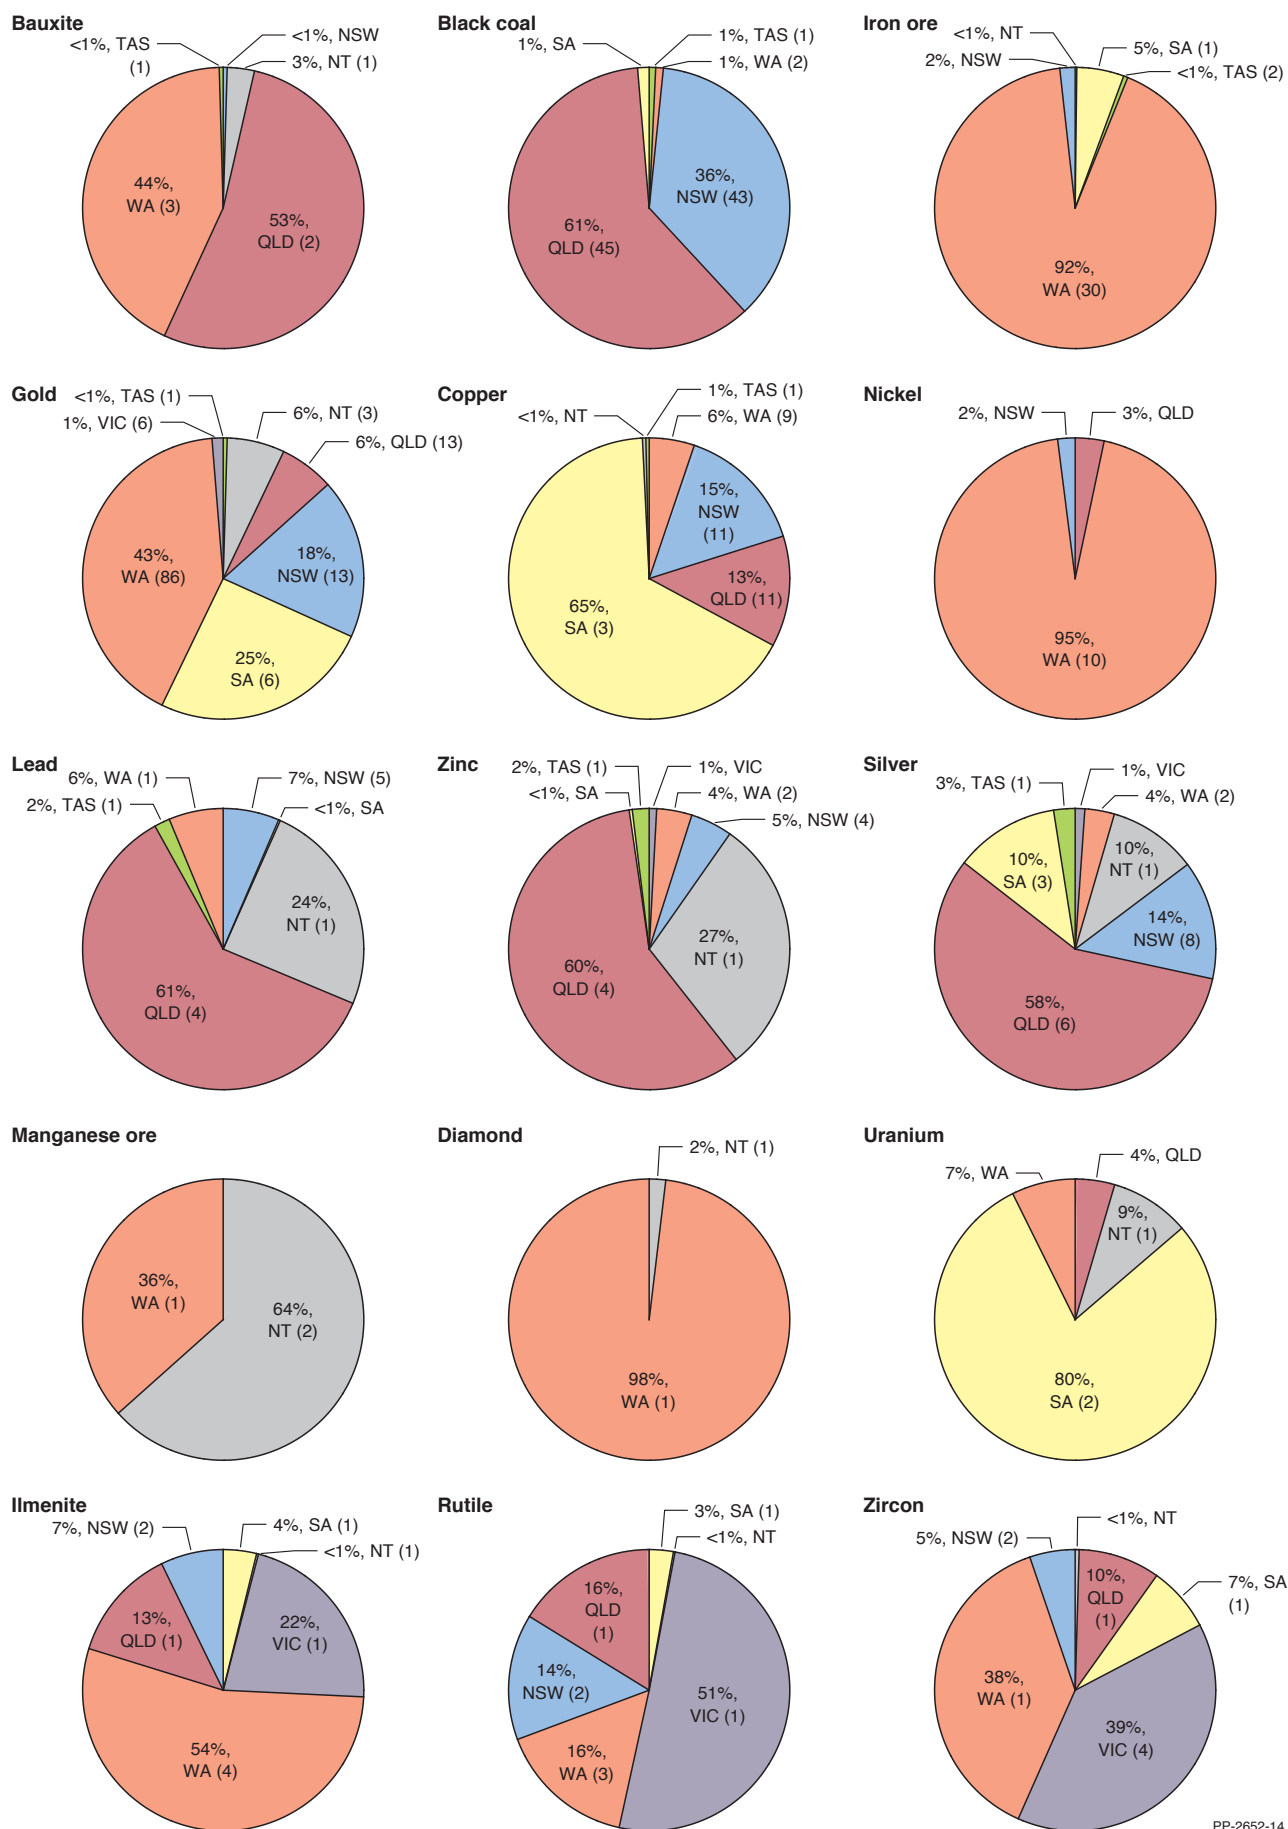 Bauxite
<1%, TAS
(1)
<1%, NSW
3%, NT (1)
44%,
WA (3)
53%,
QLD (2)
Black coal
1%, SA
1%, TAS (1)
1%, WA (2)
36%,
NSW (43)
61%,
QLD (45)
Iron ore
<1%, NT
2%, NSW
5%, SA (1)
<1%, TAS (2)
92%,
WA (30)
Gold
<1%, TAS (1)
1%, VIC (6)
6%, NT (3)
6%, QLD (13)
43%,
WA (86)
18%,
NSW (13)
25%,
SA (6)
Copper
<1%, NT
1%, TAS (1)
6%, WA (9)
15%,
NSW
(11)
13%,
QLD (11)
65%,
SA (3)
Nickel
2%, NSW
3%, QLD
95%,
WA (10)
Lead
6%, WA (1)
2%, TAS (1)
7%, NSW (5)
<1%, SA
24%,
NT (1)
61%,
QLD (4)
Zinc
2%, TAS (1)
<1%, SA
1%, VIC
4%, WA (2)
5%, NSW (4)
27%,
NT (1)
60%,
QLD (4)
Silver
3%, TAS (1)
1%, VIC
4%, WA (2)
10%,
NT (1)
10%,
SA (3)
14%,
NSW (8)
58%,
QLD (6)
Manganese ore
36%,
WA (1)
64%,
NT (2)
Diamond
2%, NT (1)
98%,
WA (1)
Uranium
7%, WA
4%, QLD
9%,
NT (1)
80%,
SA (2)
Ilmenite
7%, NSW (2)
4%, SA (1)
<1%, NT (1)
13%,
QLD (1)
22%,
VIC (1)
54%,
WA (4)
Rutile
3%, SA (1)
<1%, NT
16%,
QLD
(1)
14%,
NSW (2)
51%,
VIC (1)
16%,
WA (3)
Zircon
5%, NSW (2)
<1%, NT
10%,
QLD
(1)
7%, SA
(1)
38%,
WA (1)
39%,
VIC (4)
PP-2652-14